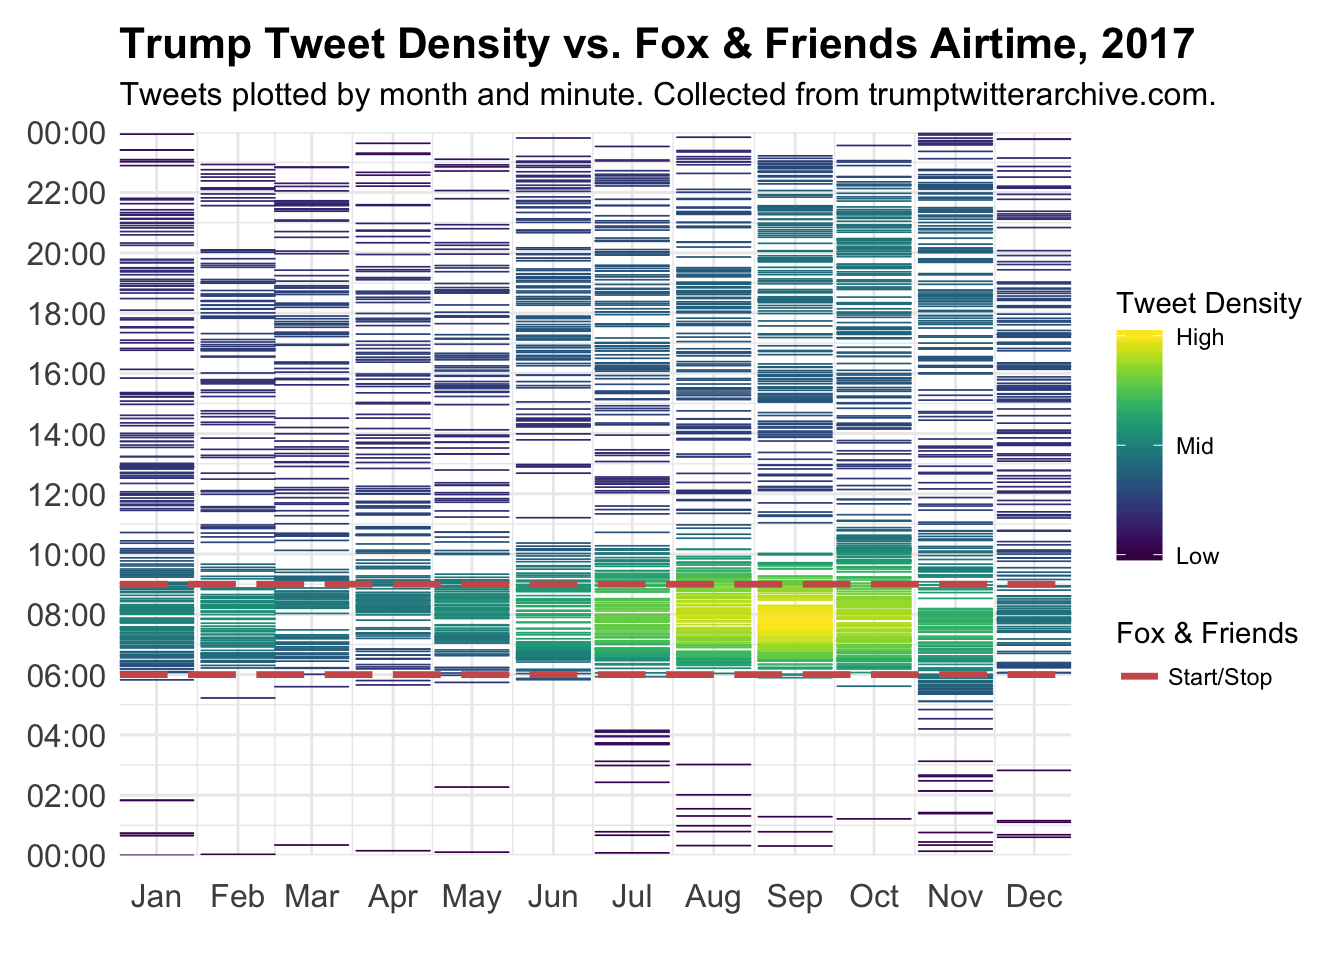 Trump Tweet Density vs. Fox & Friends Airtime, 2017
Tweets plotted by month and minute. Collected from trumptwitterarchive.com.
00:00
22:00
20:00
18:00
16:00
14:00
12:00
10:00
08:00
06:00
04:00
02:00
00:00
Jan Feb Mar Apr May Jun Jul Aug Sep Oct Nov Dec
Tweet Density
High
Mid
Low
Fox & Friends
Start/Stop